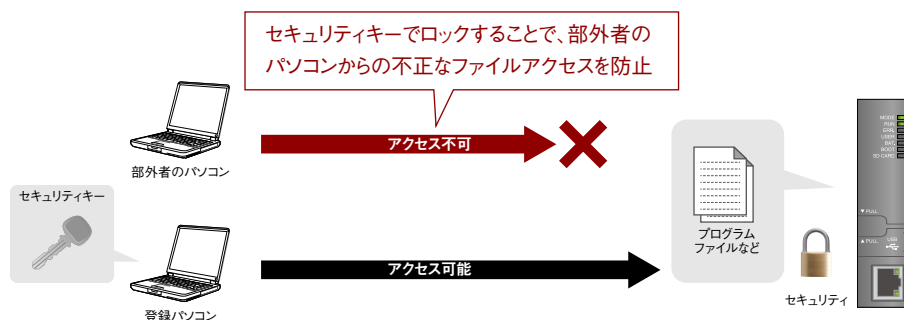 セキュリティキーでロックすることで、部外者の
パソコンからの不正なファイルアクセスを防止
アクセス不可
部外者のパソコン
セキュリティキー
アクセス可能
登録パソコン
プログラム
ファイルなど
セキュリティ
MODE
RUN
ERR.
USER
BAT.
BOOT
SD CARD
▼ PULL
▲ PULL
USB